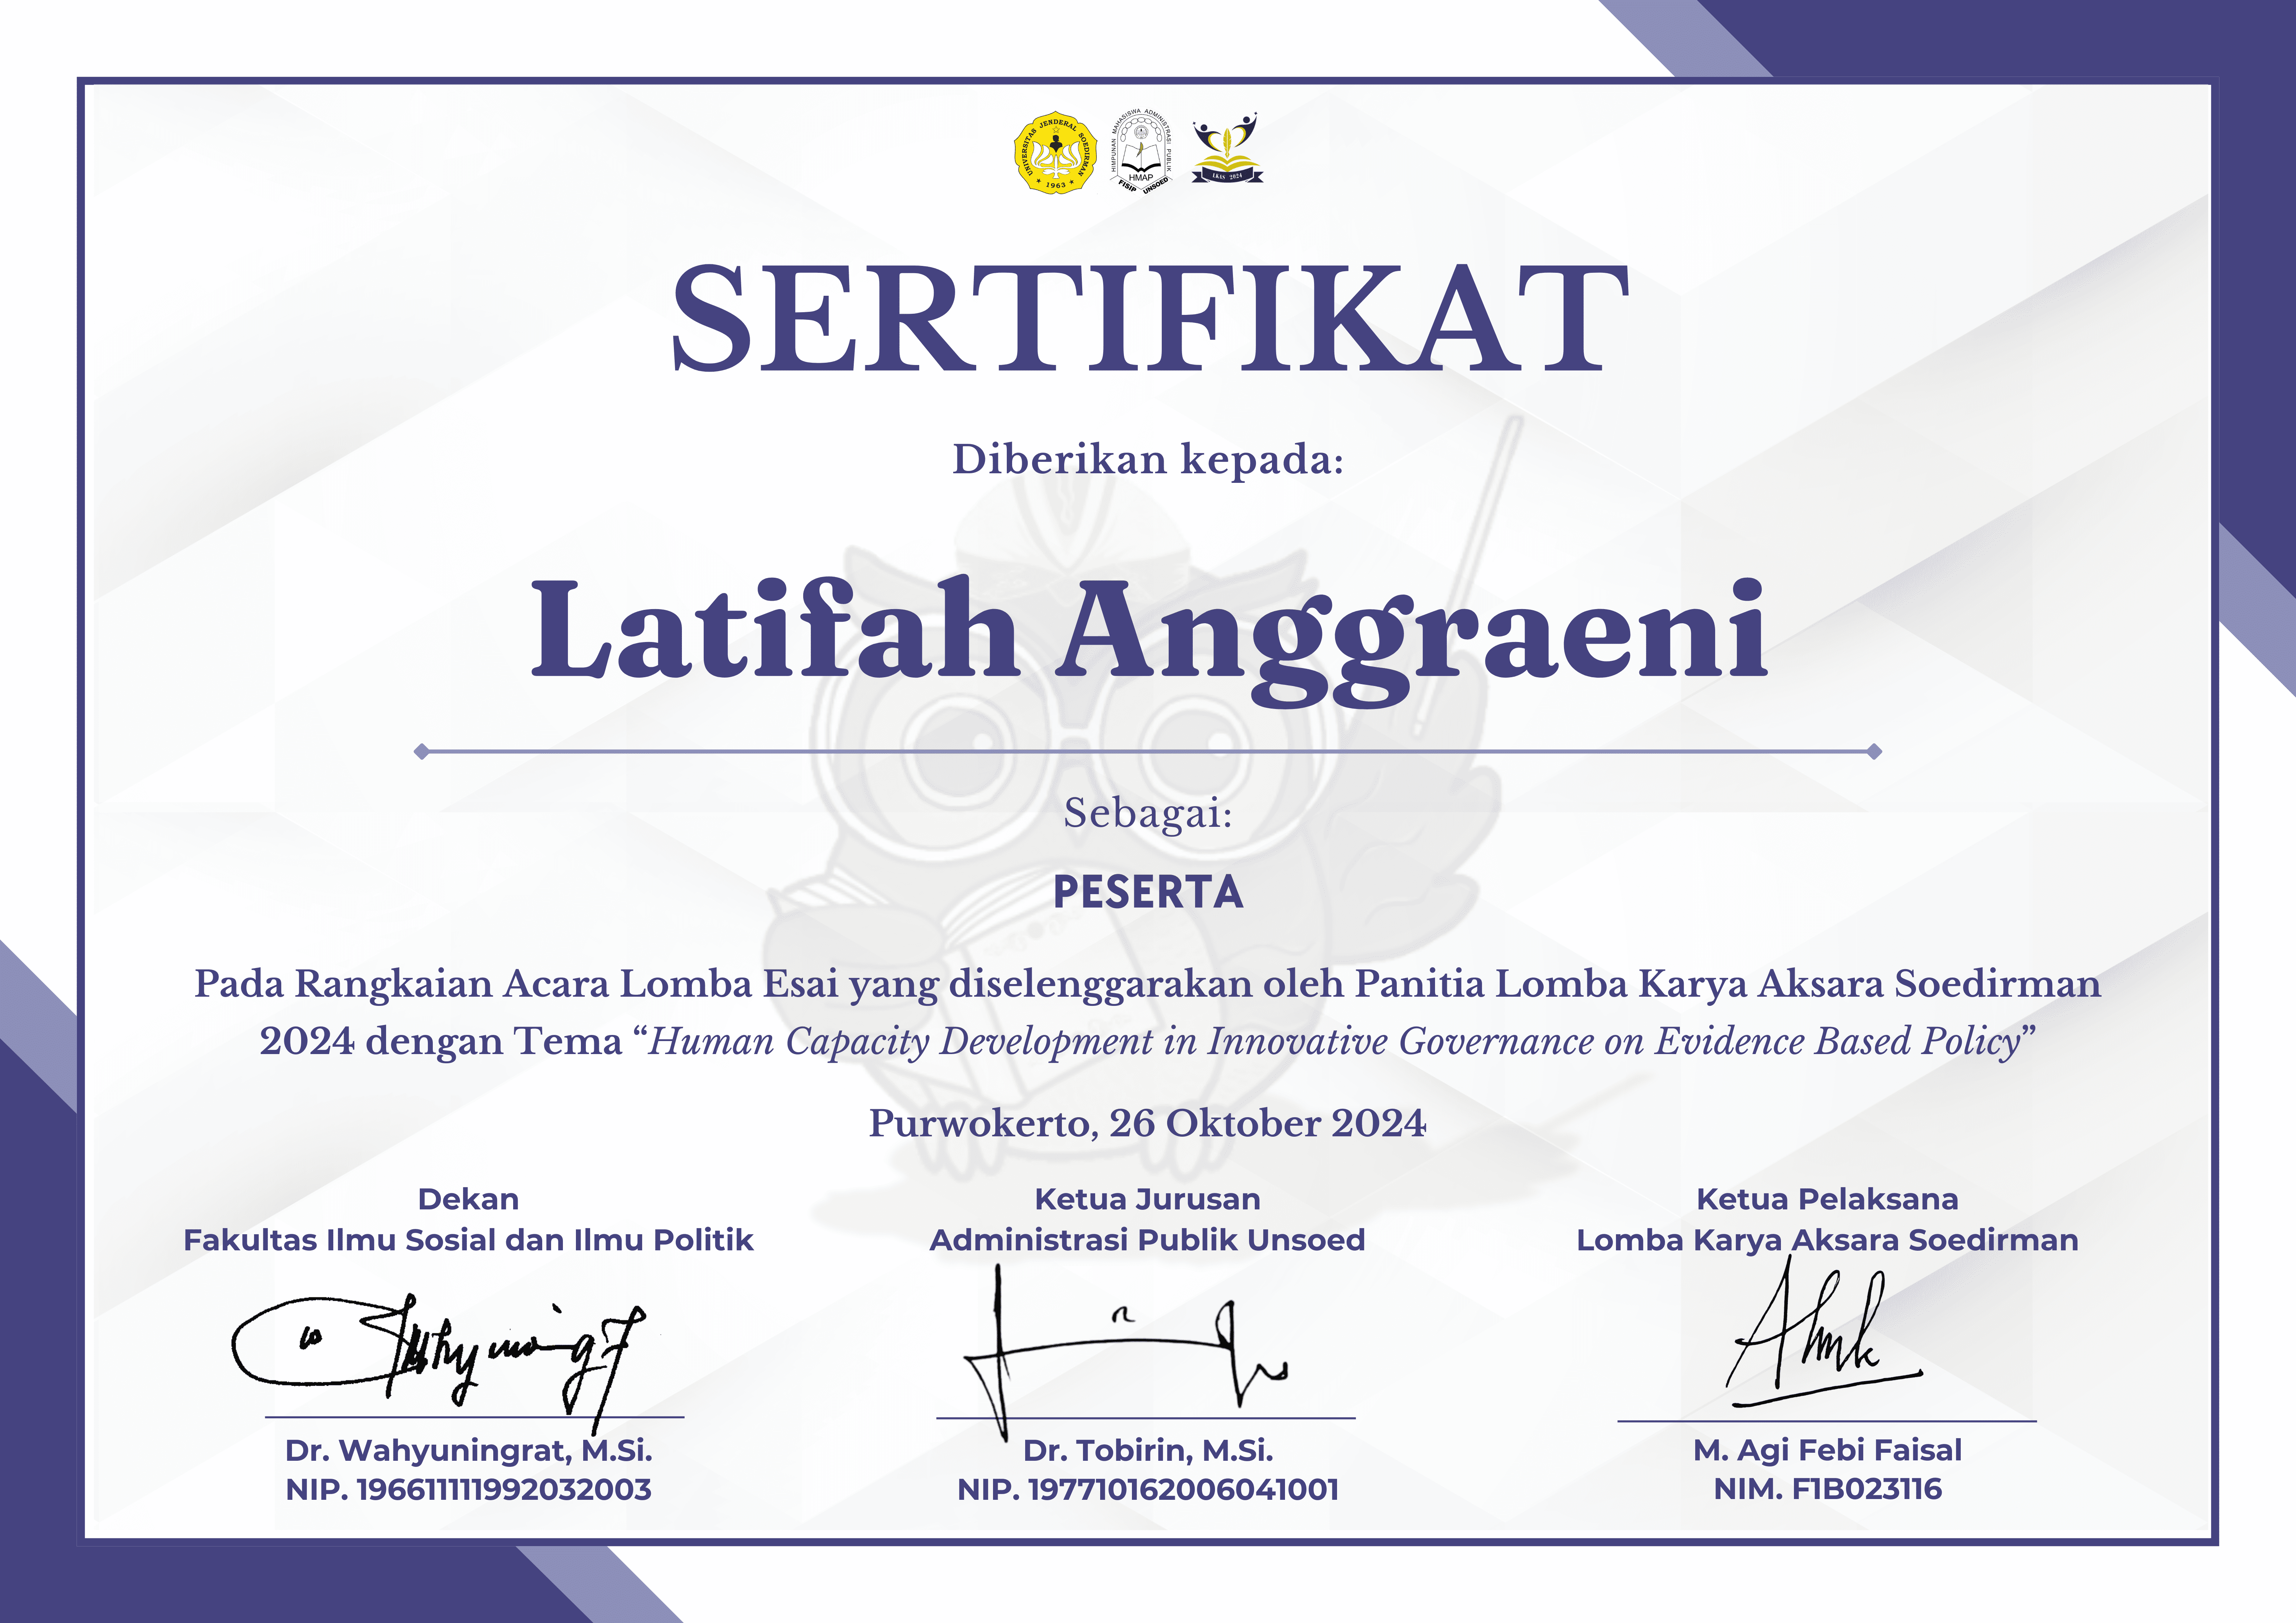 UNIVERSITAS JENDERAL SOEDIRMAN
1963
HIMPUNAN MAHASISWA ADMINISTRASI PUBLIK
HMAP
FISIP UNSOED
LKAS 2024
SERTIFIKAT
Diberikan kepada:
Latifah Anggraeni
Sebagai:
PESERTA
Pada Rangkaian Acara Lomba Esai yang diselenggarakan oleh Panitia Lomba Karya Aksara Soedirman
2024 dengan Tema “Human Capacity Development in Innovative Governance on Evidence Based Policy”
Purwokerto, 26 Oktober 2024
Dekan
Fakultas Ilmu Sosial dan Ilmu Politik
Dr. Wahyuningrat, M.Si.
NIP. 196611111992032003
Ketua Jurusan
Administrasi Publik Unsoed
Dr. Tobirin, M.Si.
NIP. 197710162006041001
Ketua Pelaksana
Lomba Karya Aksara Soedirman
M. Agi Febi Faisal
NIM. F1B023116